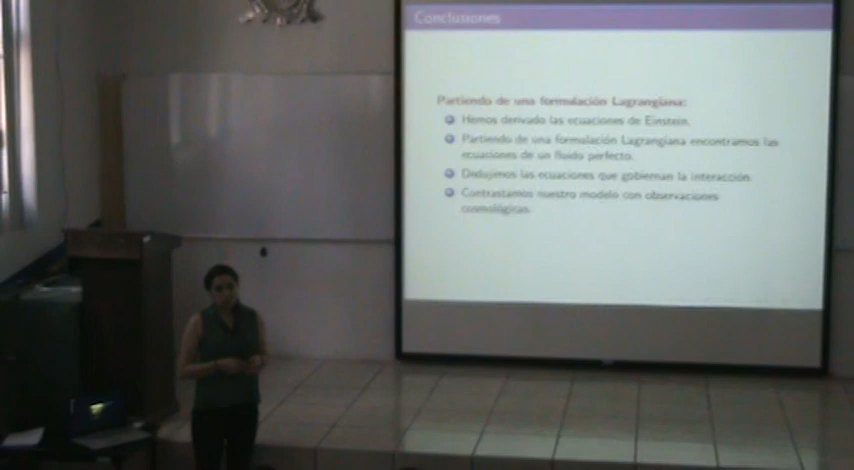 Conclusiones
Partiendo de una formulación Lagrangiana:
Hemos derivado las ecuaciones de Einstein.
Partiendo de una formulación Lagrangiana encontramos las
ecuaciones de un fluido perfecto.
Dedujimos las ecuaciones que gobiernan la interacción.
Contrastamos nuestro modelo con observaciones
cosmológicas.